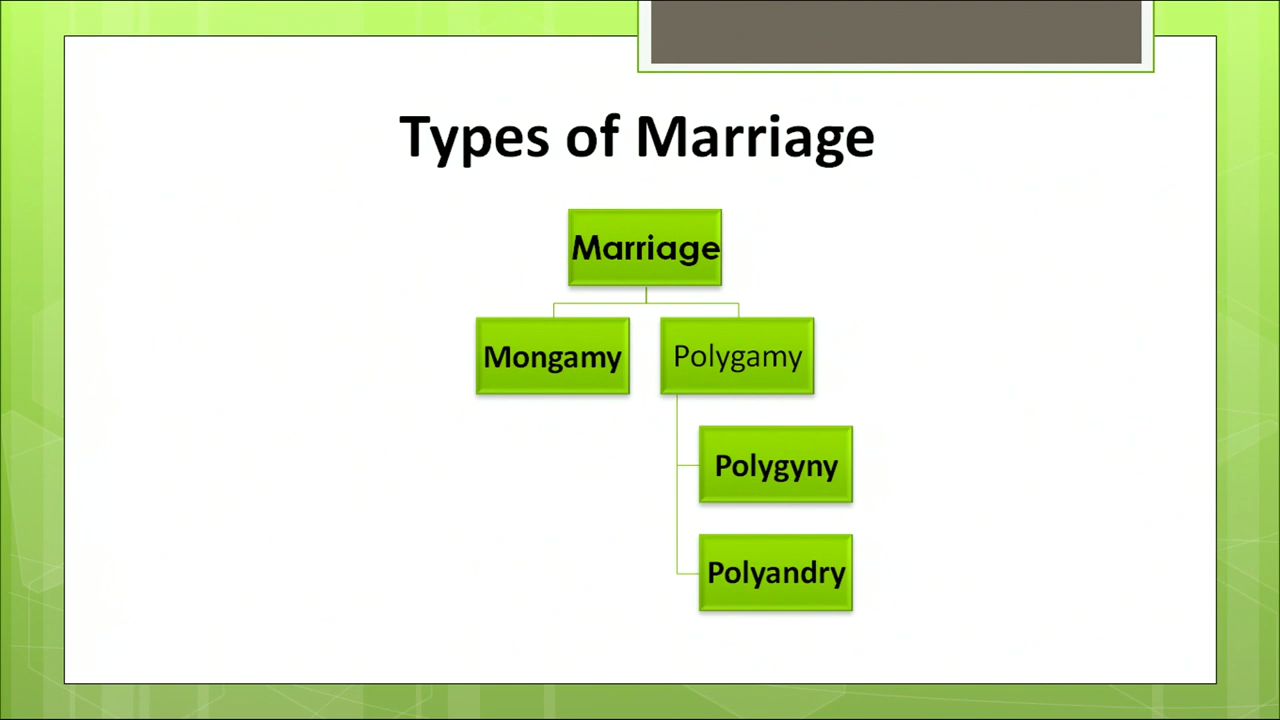 Types of Marriage
Marriage
Mongamy
Polygamy
Polygyny
Polyandry